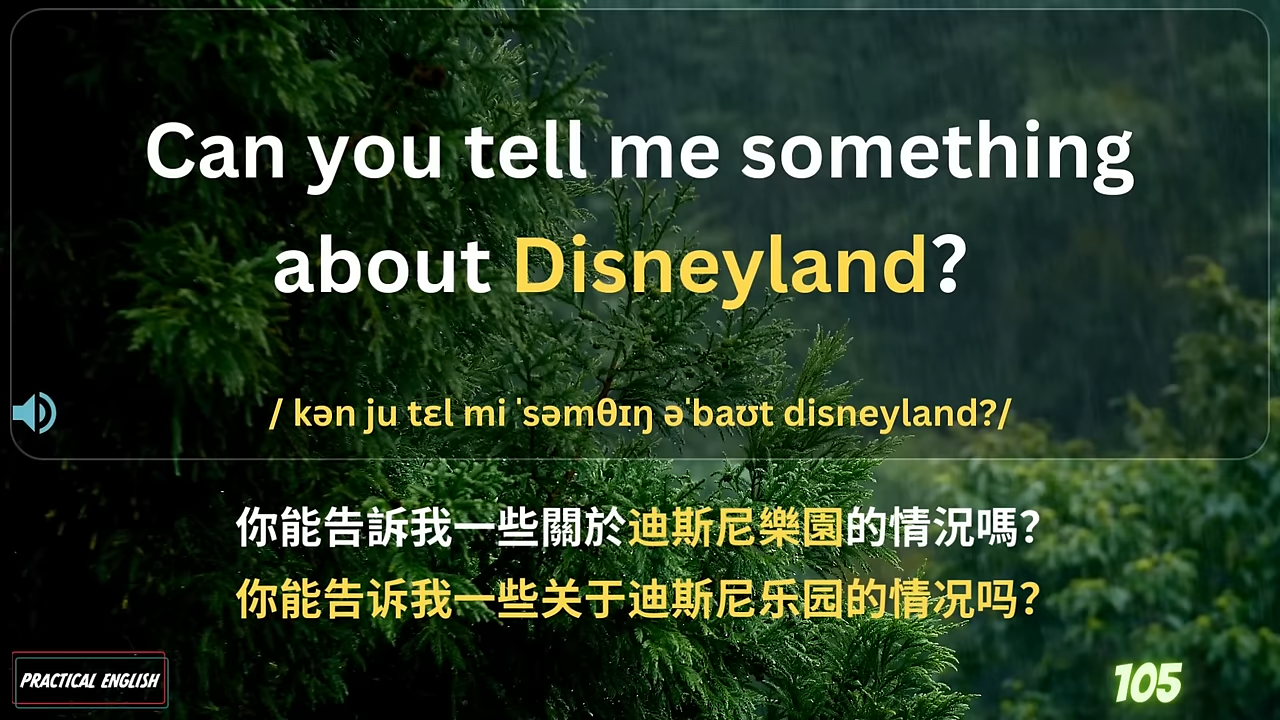 Can you tell me something
about Disneyland?
/ kən ju tɛl mi ˈsəmθɪŋ əˈbaʊt disneyland?/
你能告訴我一些關於迪斯尼樂園的情況嗎?
你能告诉我一些关于迪斯尼乐园的情况吗?
PRACTICAL ENGLISH
105